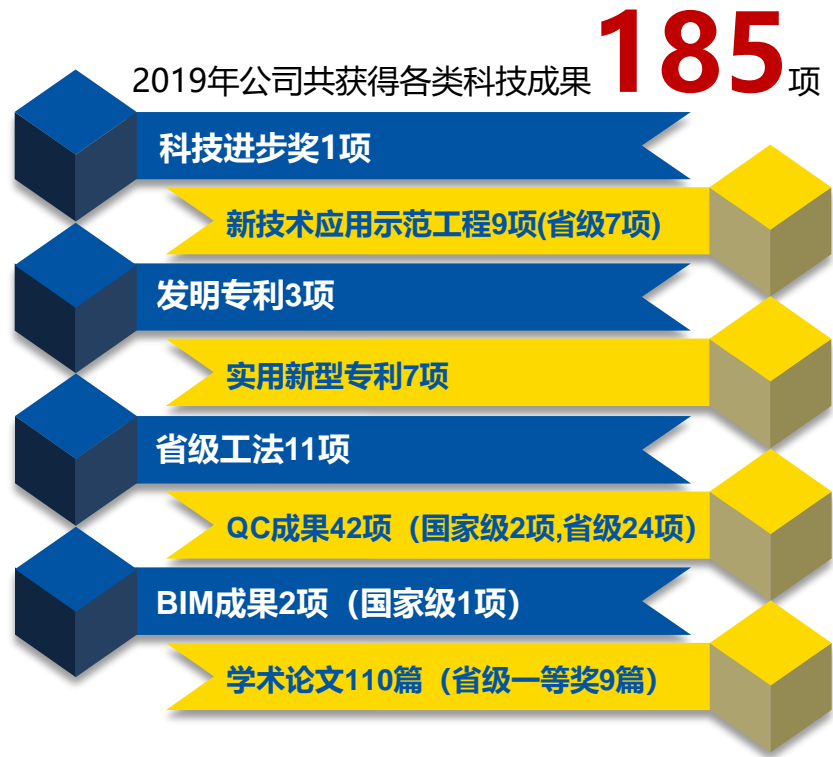 2019年公司共获得各类科技成果185项
科技进步奖1项
新技术应用示范工程9项(省级7项)
发明专利3项
实用新型专利7项
省级工法11项
QC成果42项（国家级2项,省级24项）
BIM成果2项（国家级1项）
学术论文110篇（省级一等奖9篇）